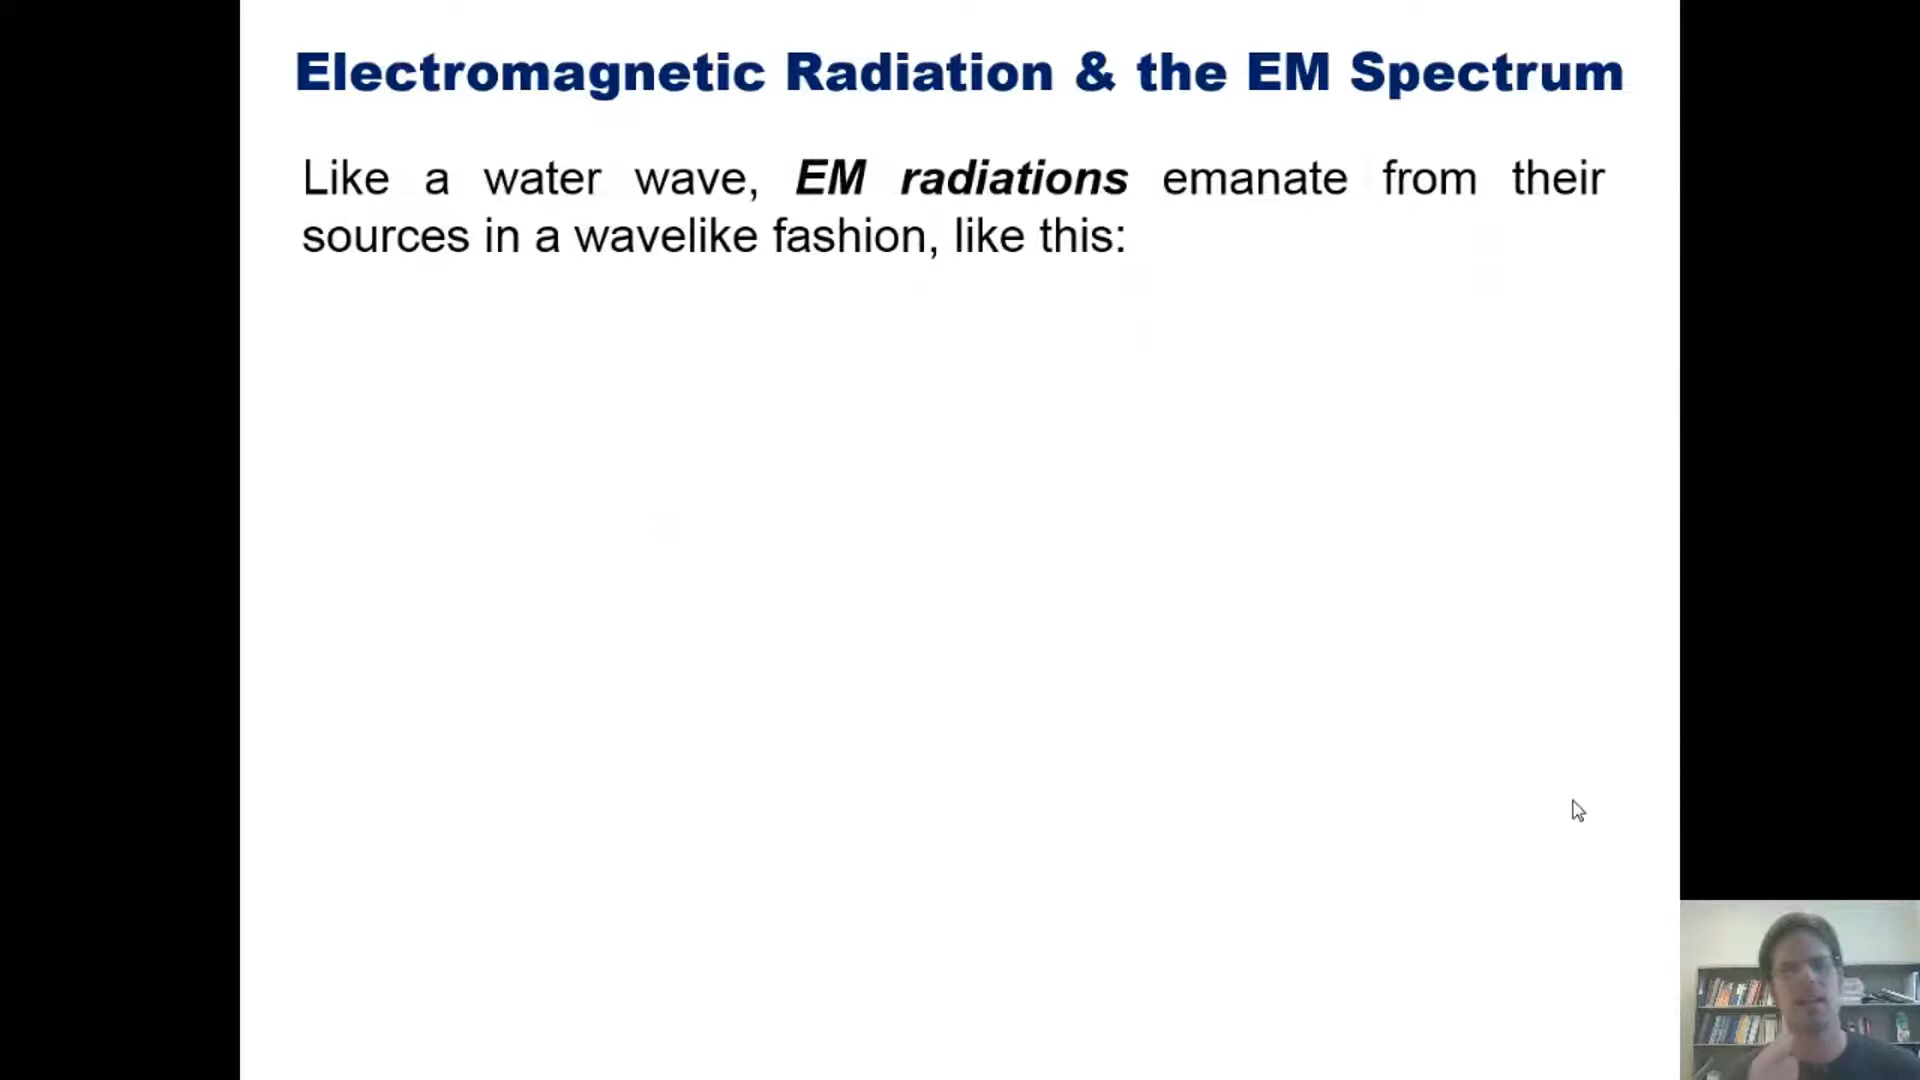 Electromagnetic Radiation & the EM Spectrum
Like a water wave, EM radiations emanate from their
sources in a wavelike fashion, like this: